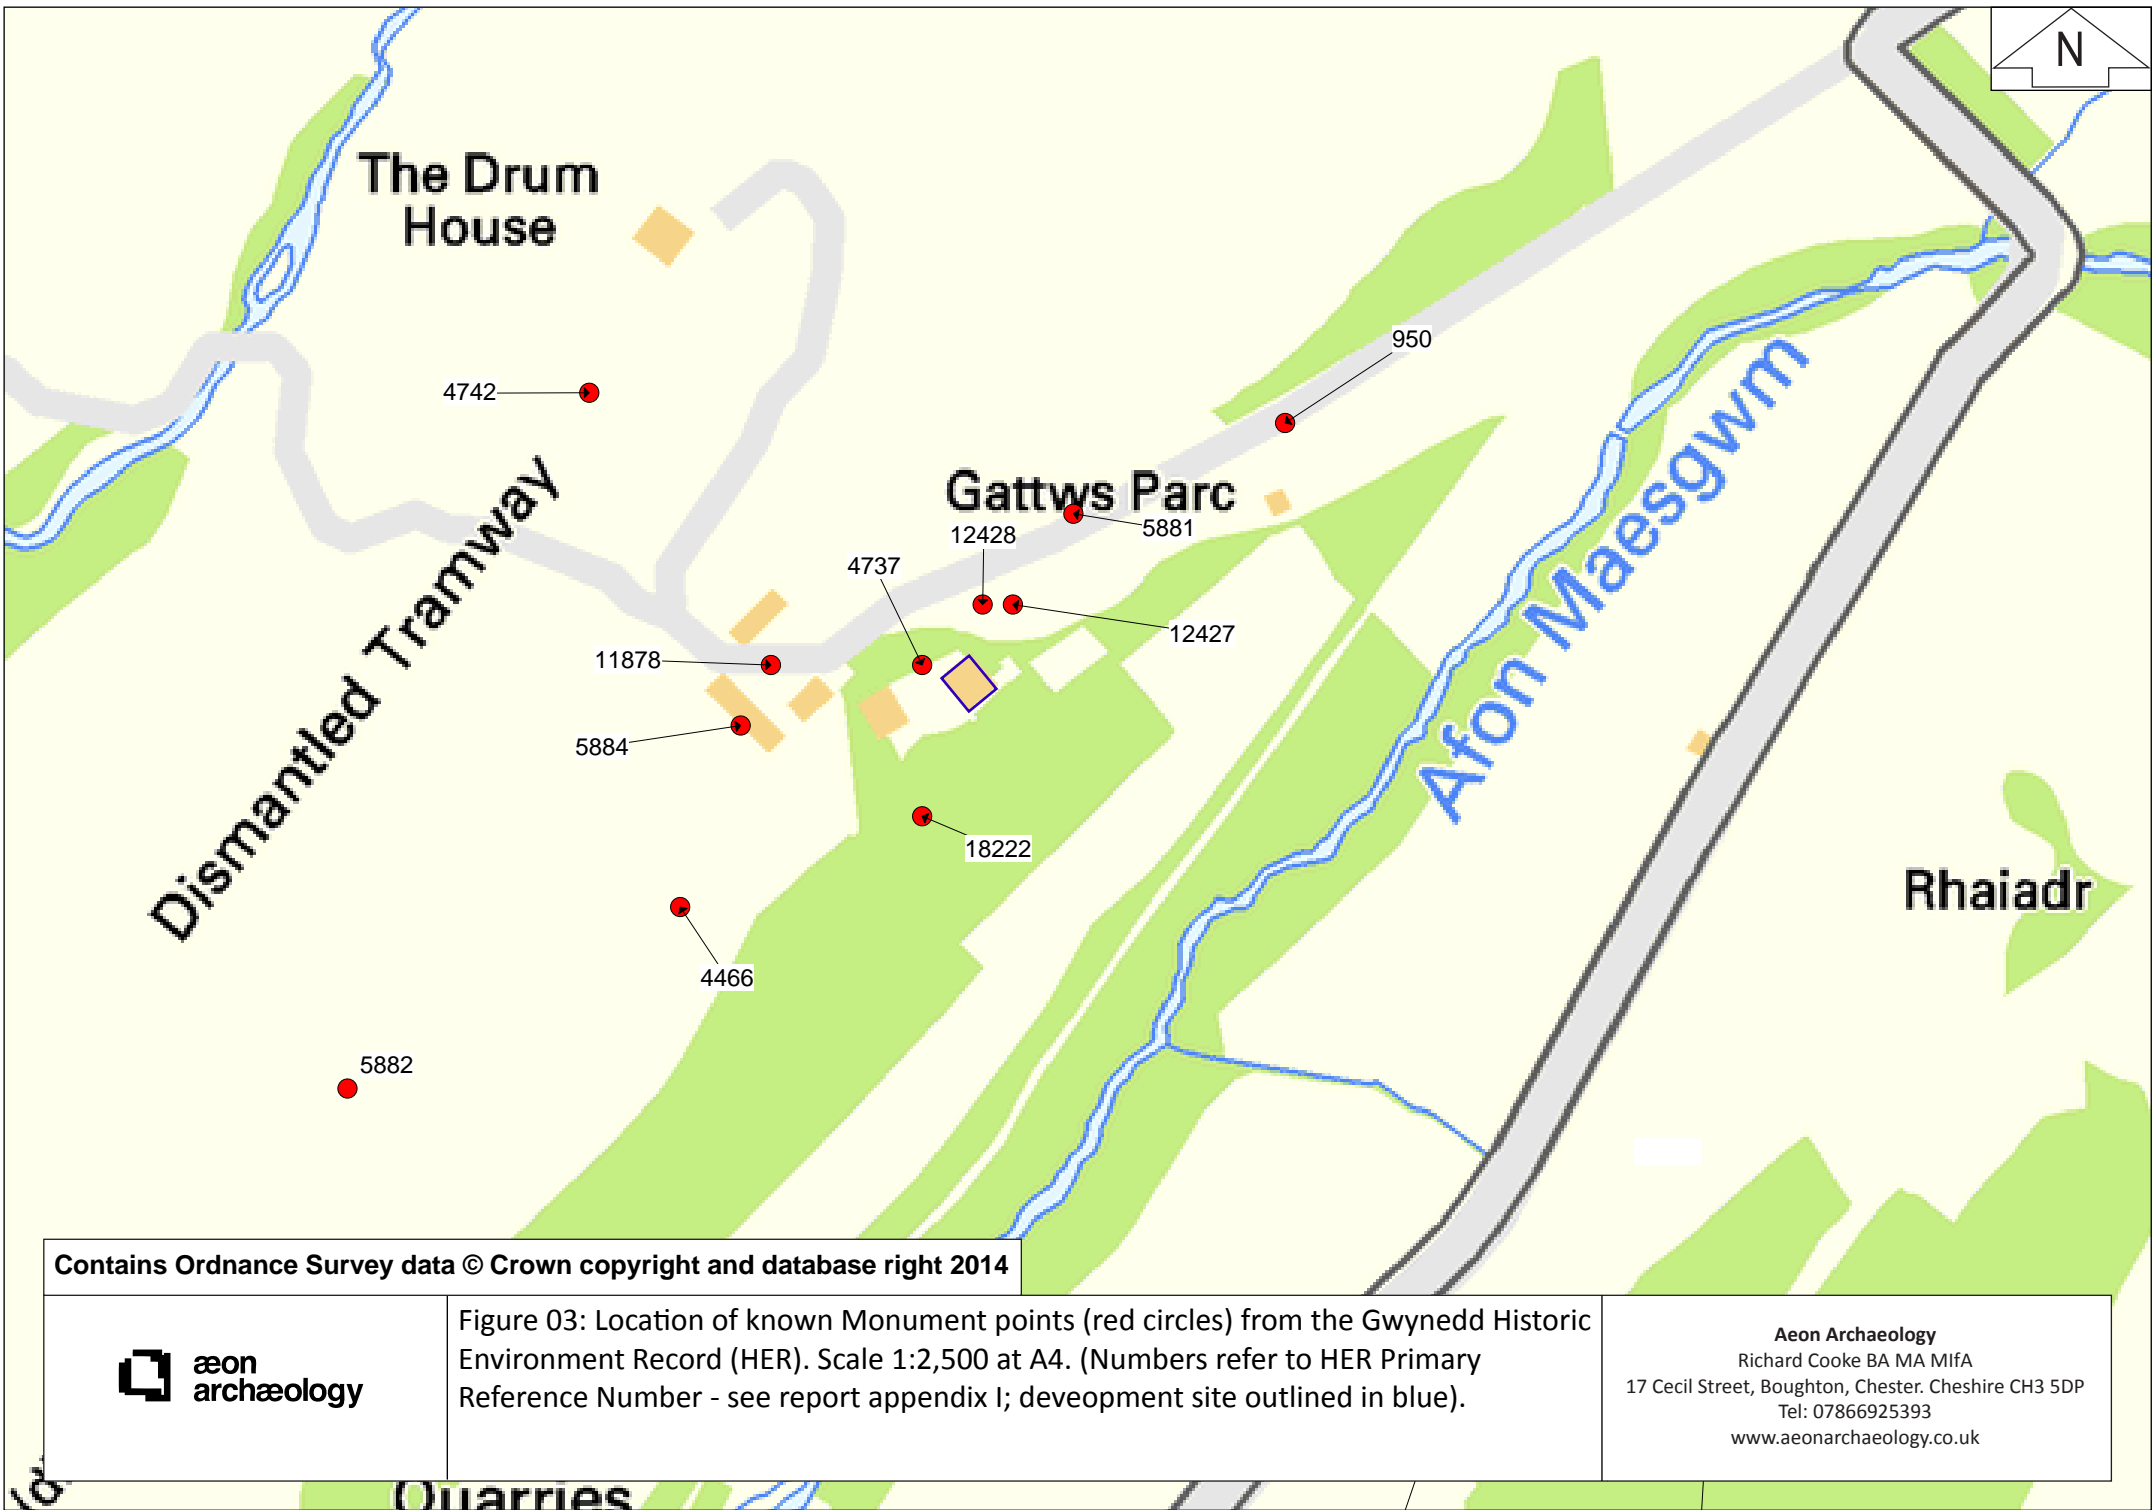 N
The Drum
House
950
4742
Gattws Parc
5881
12428
4737
12427
11878
5884
Dismantled Tramway
Afon Maesgwm
18222
Rhaiadr
4466
5882
Contains Ordnance Survey data © Crown copyright and database right 2014
æon
archæology
Figure 03: Location of known Monument points (red circles) from the Gwynedd Historic
Environment Record (HER). Scale 1:2,500 at A4. (Numbers refer to HER Primary
Reference Number - see report appendix I; deveopment site outlined in blue).
Aeon Archaeology
Richard Cooke BA MA MIfA
17 Cecil Street, Boughton, Chester. Cheshire CH3 5DP
Tel: 07866925393
www.aeonarchaeology.co.uk
Quarries